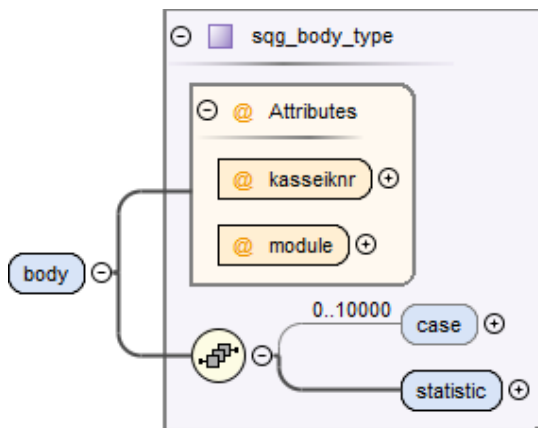 sqg_body_type
@ Attributes
@ kasseiknr
@ module
body
0..10000
case
statistic